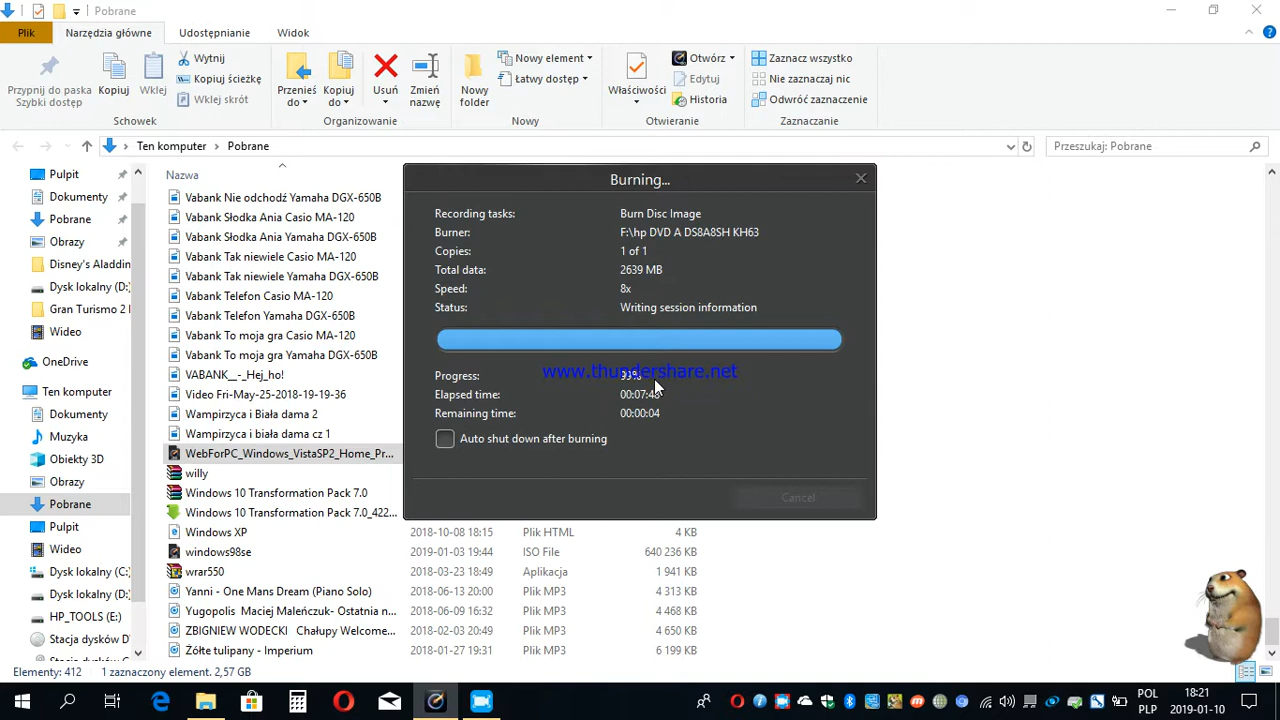 Pobrane
Plik Narzędzia główne Udostępnianie Widok
Przypnij do paska Szybki dostęp
Kopiuj
Wklej
Wytnij
Kopiuj ścieżkę
Wklej skrót
Schowek
Przenieś do
Kopiuj do
Usuń
Zmień nazwę
Organizowanie
Nowy folder
Nowy element
Łatwy dostęp
Nowy
Właściwości
Otwórz
Edytuj
Historia
Otwieranie
Zaznacz wszystko
Nie zaznaczaj nic
Odwróć zaznaczenie
Zaznaczanie
Ten komputer Pobrane
Przeszukaj: Pobrane
Pulpit
Dokumenty
Pobrane
Obrazy
Disney's Aladdin
Dysk lokalny (D:
Gran Turismo 2
Wideo
OneDrive
Ten komputer
Dokumenty
Muzyka
Obiekty 3D
Obrazy
Pobrane
Pulpit
Wideo
Dysk lokalny (C:
Dysk lokalny (D:
HP_TOOLS (E:)
Stacja dysków
Nazwa
Vabank Nie odchodź Yamaha DGX-650B
Vabank Słodka Ania Casio MA-120
Vabank Słodka Ania Yamaha DGX-650B
Vabank Tak niewiele Casio MA-120
Vabank Tak niewiele Yamaha DGX-650B
Vabank Telefon Casio MA-120
Vabank Telefon Yamaha DGX-650B
Vabank To moja gra Casio MA-120
Vabank To moja gra Yamaha DGX-650B
VABANK__-_Hej_ho!
Video Fri-May-25-2018-19-19-36
Wampirzyca i Biała dama 2
Wampirzyca i biała dama cz 1
WebForPC_Windows_VistaSP2_Home_Pr...
willy
Windows 10 Transformation Pack 7.0
Windows 10 Transformation Pack 7.0_422...
Windows XP 2018-10-08 18:15 Plik HTML 4 KB
windows98se 2019-01-03 19:44 ISO File 640 236 KB
wrar550 2018-03-23 18:49 Aplikacja 1 941 KB
Yanni - One Mans Dream (Piano Solo) 2018-06-13 20:00 Plik MP3 4 313 KB
Yugopolis Maciej Maleńczuk- Ostatnia n... 2018-06-09 16:32 Plik MP3 4 468 KB
ZBIGNIEW WODECKI Chałupy Welcome... 2018-02-03 20:49 Plik MP3 4 650 KB
Żółte tulipany - Imperium 2018-01-27 19:31 Plik MP3 6 199 KB
Burning...
Recording tasks: Burn Disc Image
Burner: F:\hp DVD A DS8A8SH KH63
Copies: 1 of 1
Total data: 2639 MB
Speed: 8x
Status: Writing session information
www.thundershare.net
Progress:
Elapsed time: 00:07:48
Remaining time: 00:00:04
Auto shut down after burning
Cancel
Elementy: 412 1 zaznaczony element. 2,57 GB
POL
PLP
18:21
2019-01-10